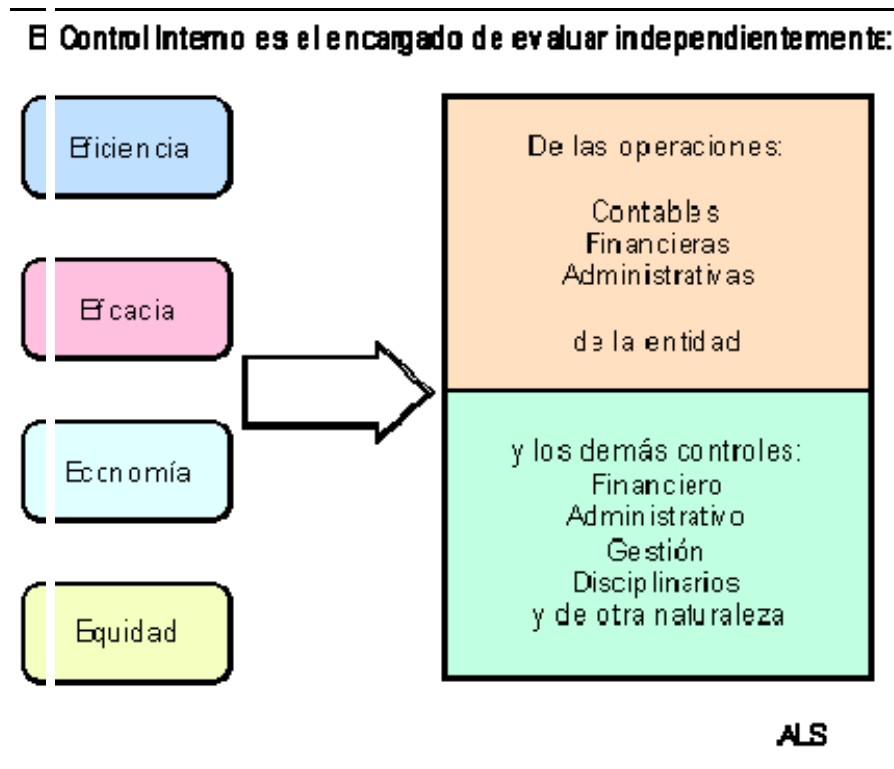 El Control Interno es el encargado de evaluar independientemente:
Eficiencia
Eficacia
Economía
Equidad
De las operaciones:
Contables
Financieras
Administrativas
de la entidad
y los demás controles:
Financiero
Administrativo
Gestión
Disciplinarios
y de otra naturaleza
ALS